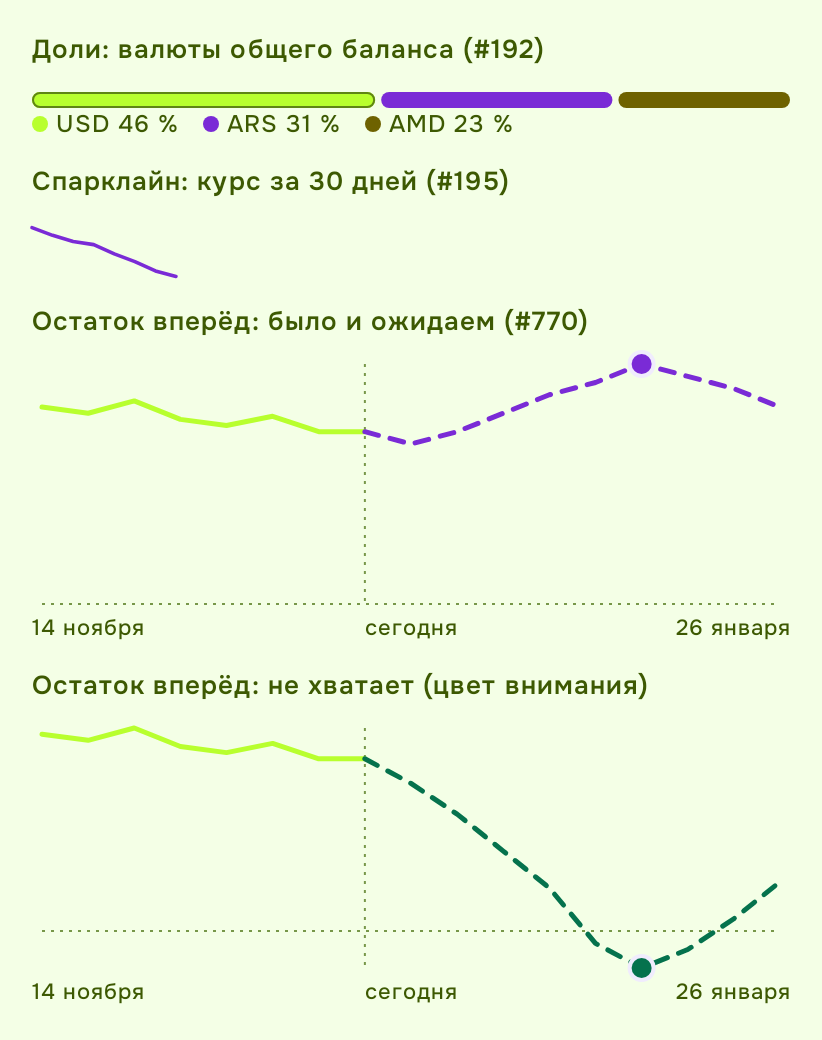 Доли: валюты общего баланса (#192)
USD 46 % ARS 31 % AMD 23 %
Спарклайн: курс за 30 дней (#195)
Остаток вперёд: было и ожидаем (#770)
14 ноября сегодня 26 января
Остаток вперёд: не хватает (цвет внимания)
14 ноября сегодня 26 января